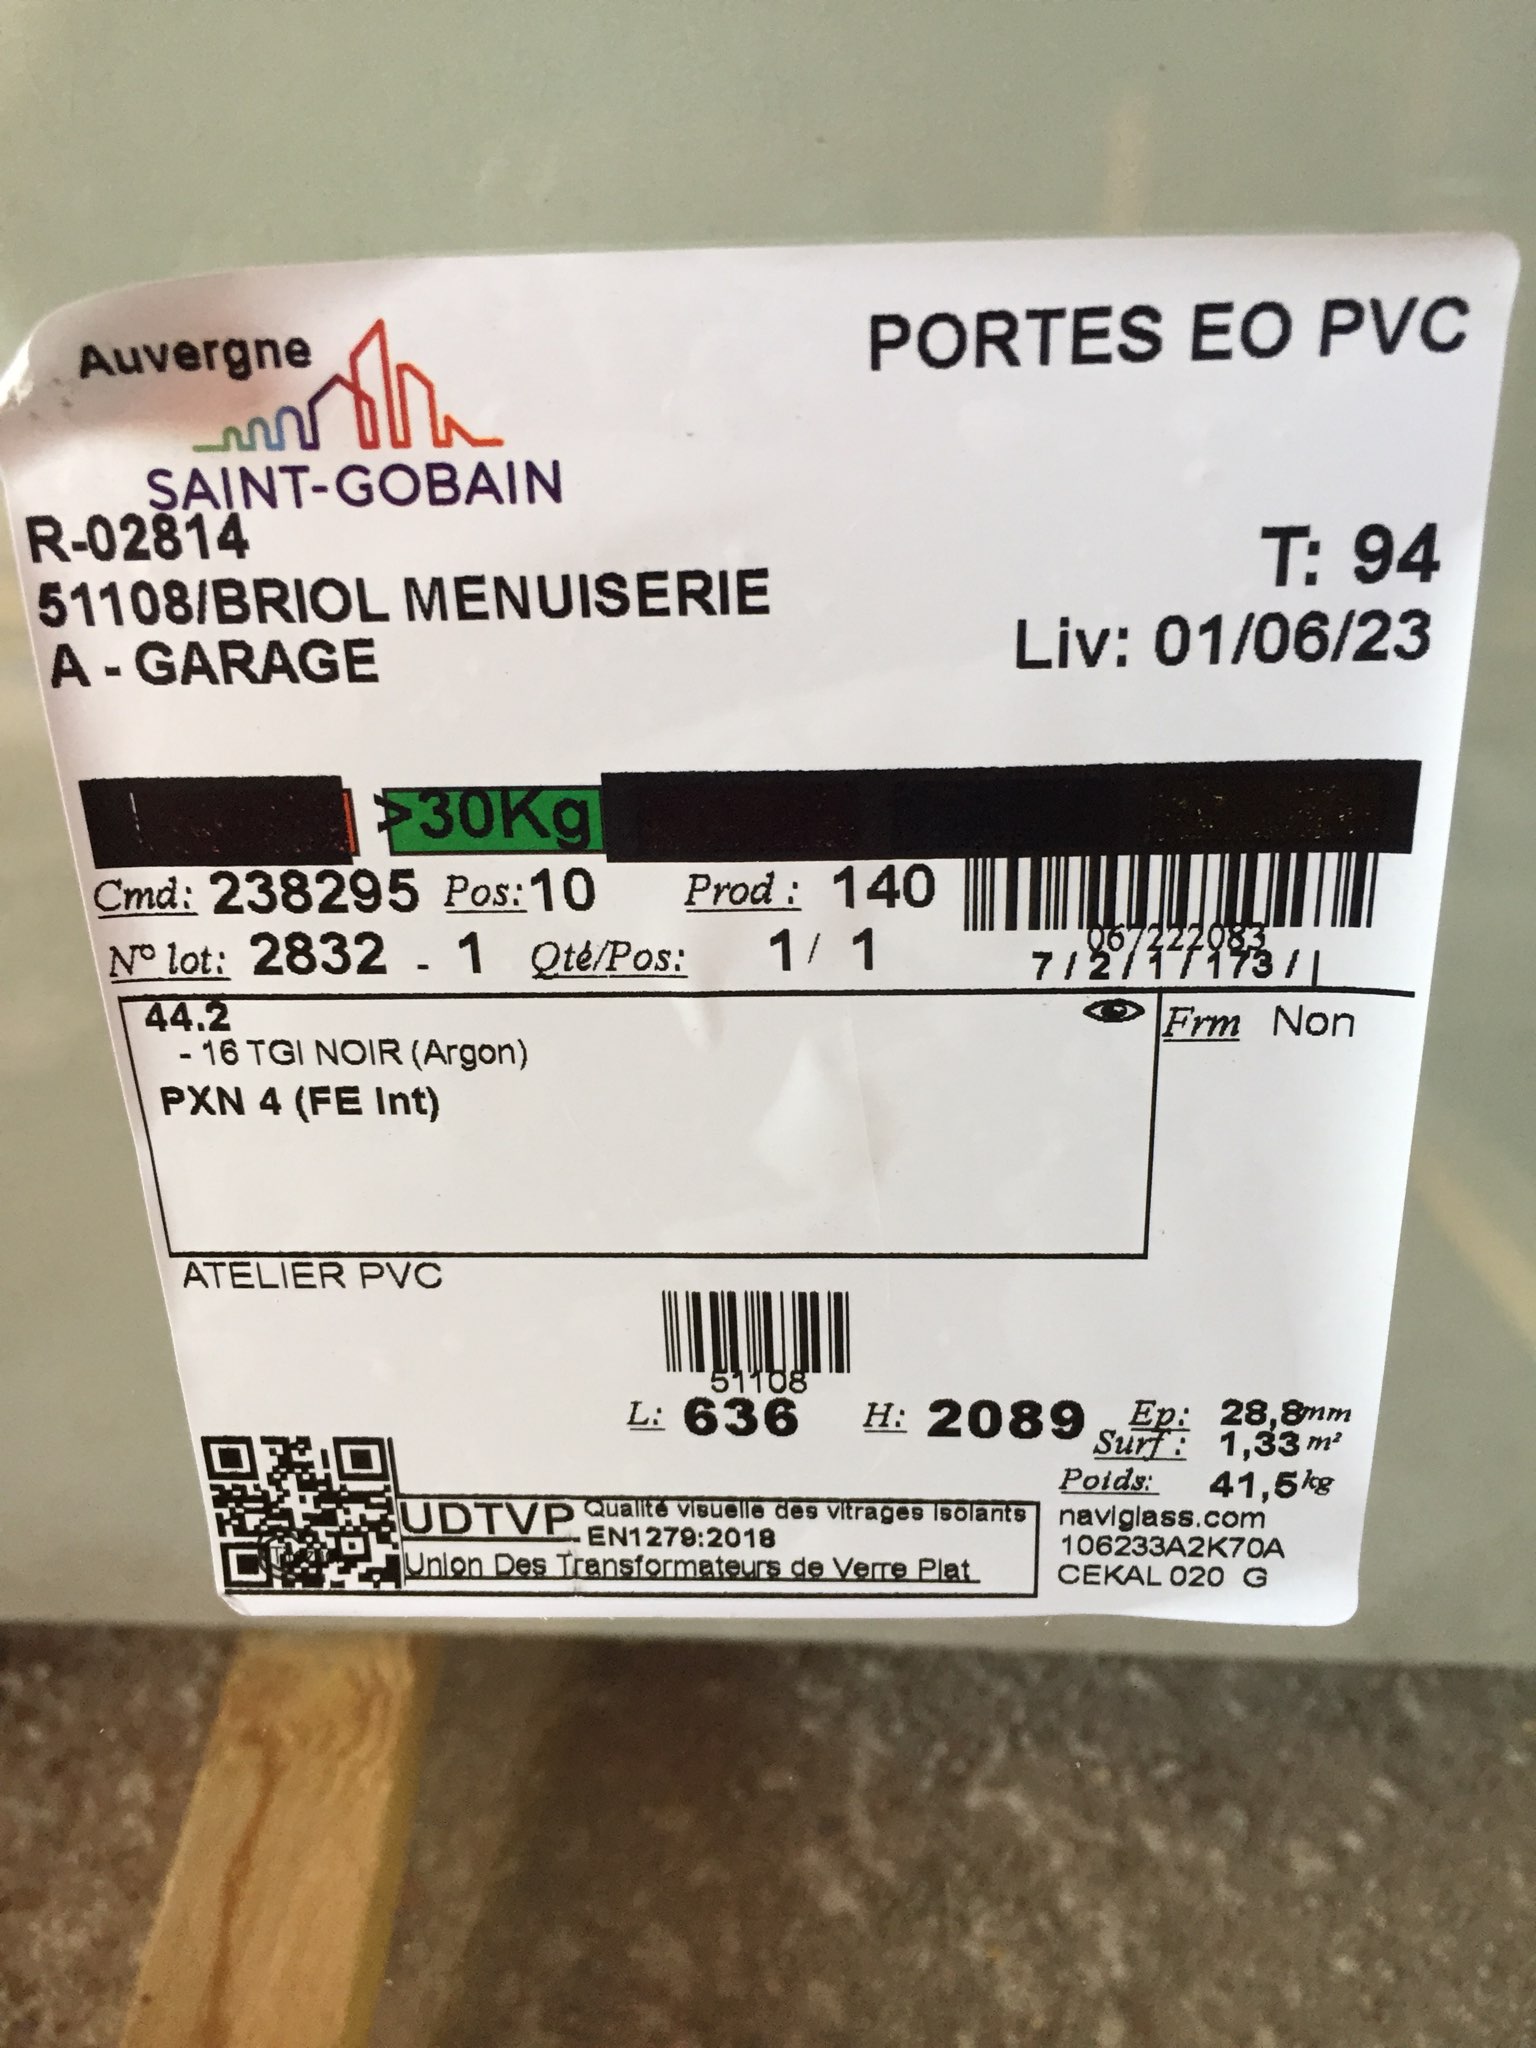 Auvergne
SAINT-GOBAIN
PORTES EO PVC
R-02814
51108/BRIOL MENUISERIE
A - GARAGE
T: 94
Liv: 01/06/23
>30Kg
Cmd: 238295 Pos: 10 Prod : 140
067222083
N° lot: 2832 - 1 Qté/Pos: 1 / 1 7 / 2 / 1 / 173 / |
44.2
- 16 TGI NOIR (Argon)
PXN 4 (FE Int)
Frm Non
ATELIER PVC
51108
L: 636 H: 2089 Ep: 28,8mm
Surf : 1,33 m²
Poids: 41,5 kg
UDTVP Qualité visuelle des vitrages isolants
EN1279:2018
Union Des Transformateurs de Verre Plat
naviglass.com
106233A2K70A
CEKAL 020 G